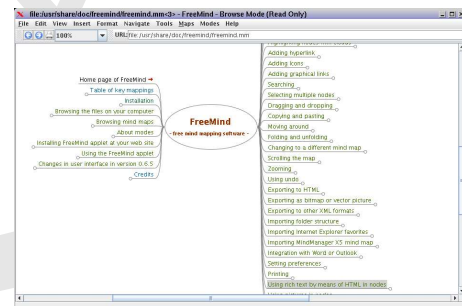 file:/usr/share/doc/freemind/freemind.mm<3> - FreeMind - Browse Mode (Read Only)
File Edit View Insert Format Navigate Tools Maps Modes Help
100% URL: file:/usr/share/doc/freemind/freemind.mm
Home page of FreeMind
Table of key mappings
Installation
Browsing the files on your computer
Browsing mind maps
About modes
Installing FreeMind applet at your web site
Using the FreeMind applet
Changes in user interface in version 0.6.5
Credits
FreeMind
- free mind mapping software -
Adding hyperlink
Adding icons
Adding graphical links
Searching
Selecting multiple nodes
Dragging and dropping
Copying and pasting
Moving around
Folding and unfolding
Changing to a different mind map
Scrolling the map
Zooming
Using undo
Exporting to HTML
Exporting as bitmap or vector picture
Exporting to other XML formats
Importing folder structure
Importing Internet Explorer favorites
Importing MindManager X5 mind map
Integration with Word or Outlook
Setting preferences
Printing
Using rich text by means of HTML in nodes